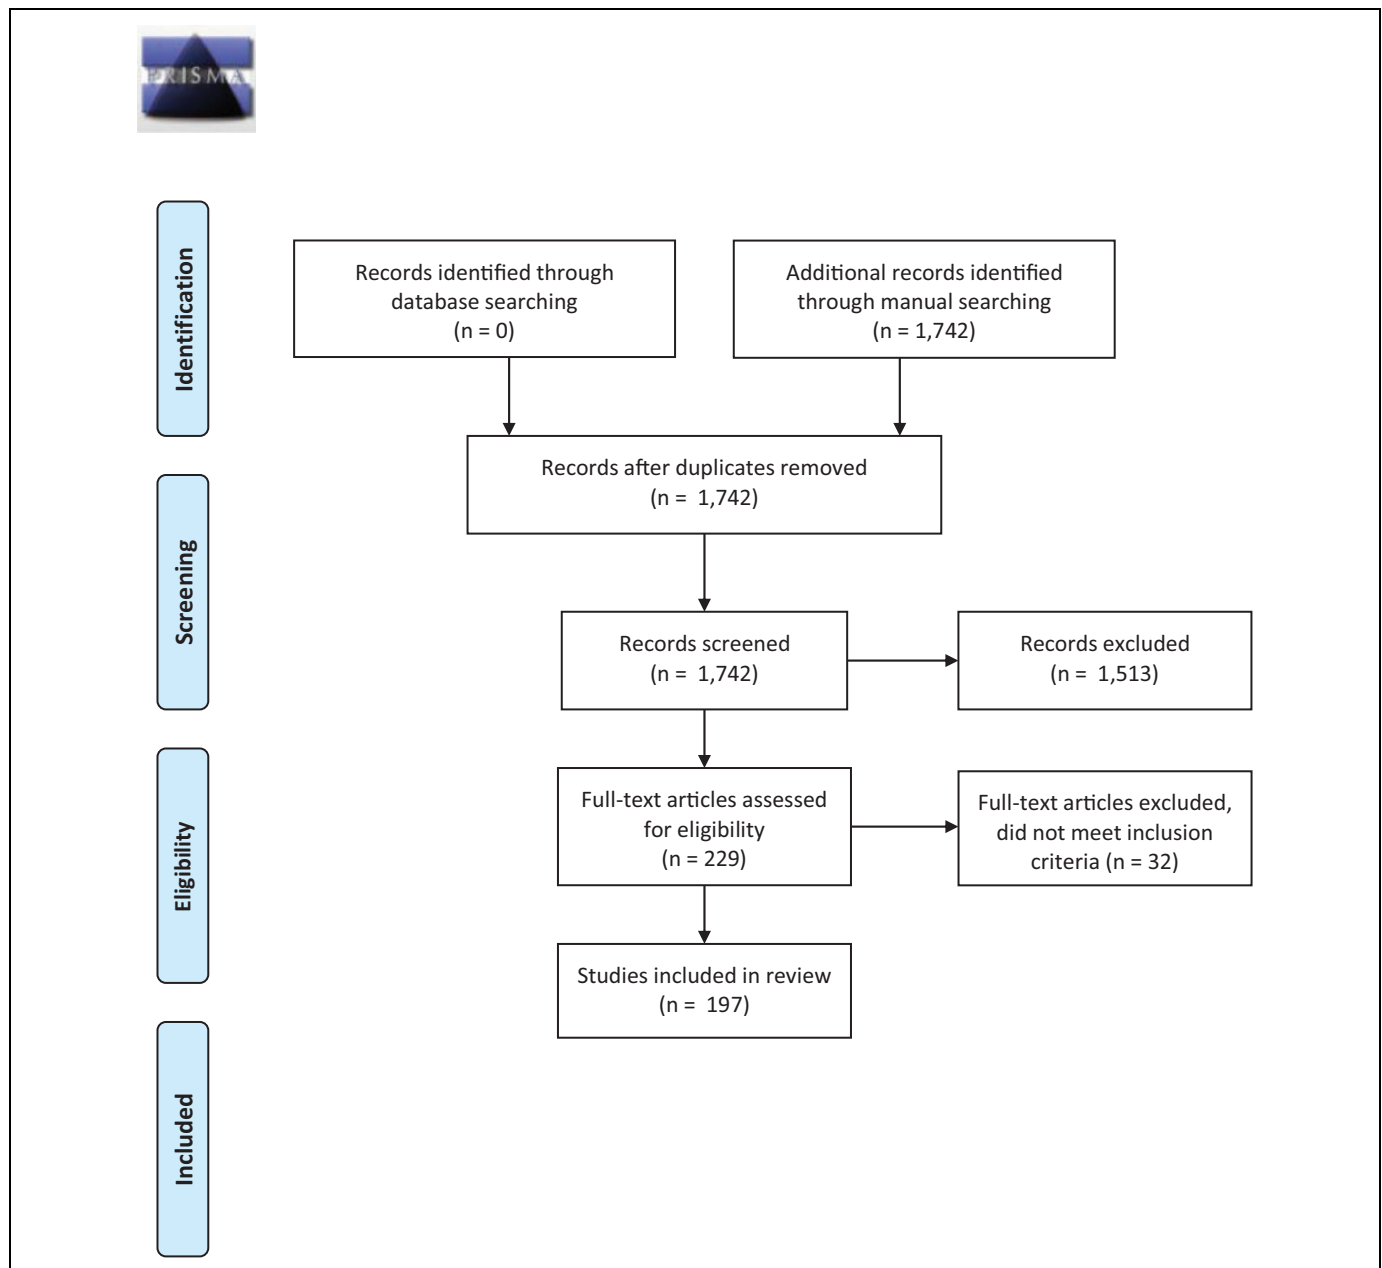 PRISMA
Identification
Records identified through
database searching
(n = 0)
Additional records identified
through manual searching
(n = 1,742)
Records after duplicates removed
(n = 1,742)
Screening
Records screened
(n = 1,742)
Records excluded
(n = 1,513)
Eligibility
Full-text articles assessed
for eligibility
(n = 229)
Full-text articles excluded,
did not meet inclusion
criteria (n = 32)
Studies included in review
(n = 197)
Included